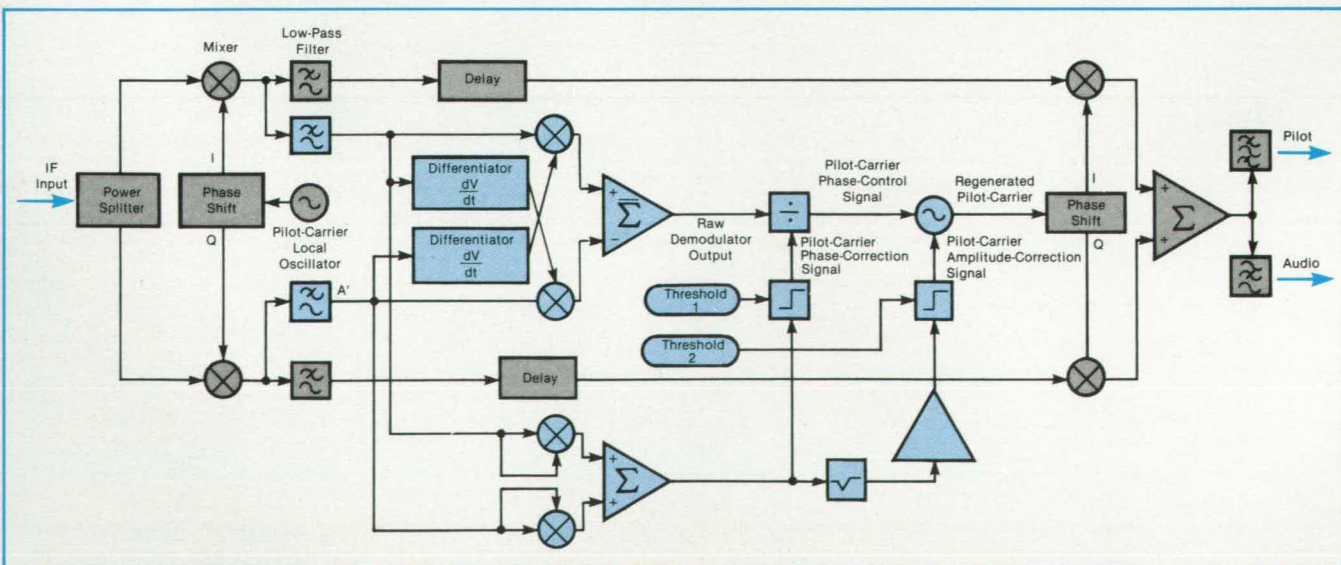 Low-Pass
Filter
Mixer
Delay
IF
Input
Power
Splitter
I
Phase
Shift
Q
Pilot-Carrier
Local
Oscillator
A'
Differentiator
dV
dt
Differentiator
dV
dt
+
Σ
−
Raw
Demodulator
Output
÷
Pilot-Carrier
Phase-Control
Signal
Pilot-Carrier
Phase-Correction
Signal
Threshold
1
Threshold
2
Regenerated
Pilot-Carrier
Pilot-Carrier
Amplitude-Correction
Signal
I
Phase
Shift
Q
+
Σ
+
Pilot
Audio
Delay
+
Σ
+